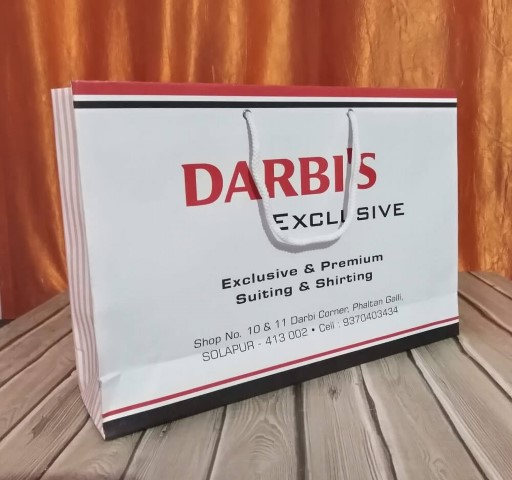 DARBI'S
EXCLUSIVE
Exclusive & Premium
Suiting & Shirting
Shop No. 10 & 11 Darbi Corner, Phaltan Galli,
SOLAPUR - 413 002 • Cell : 9370403434